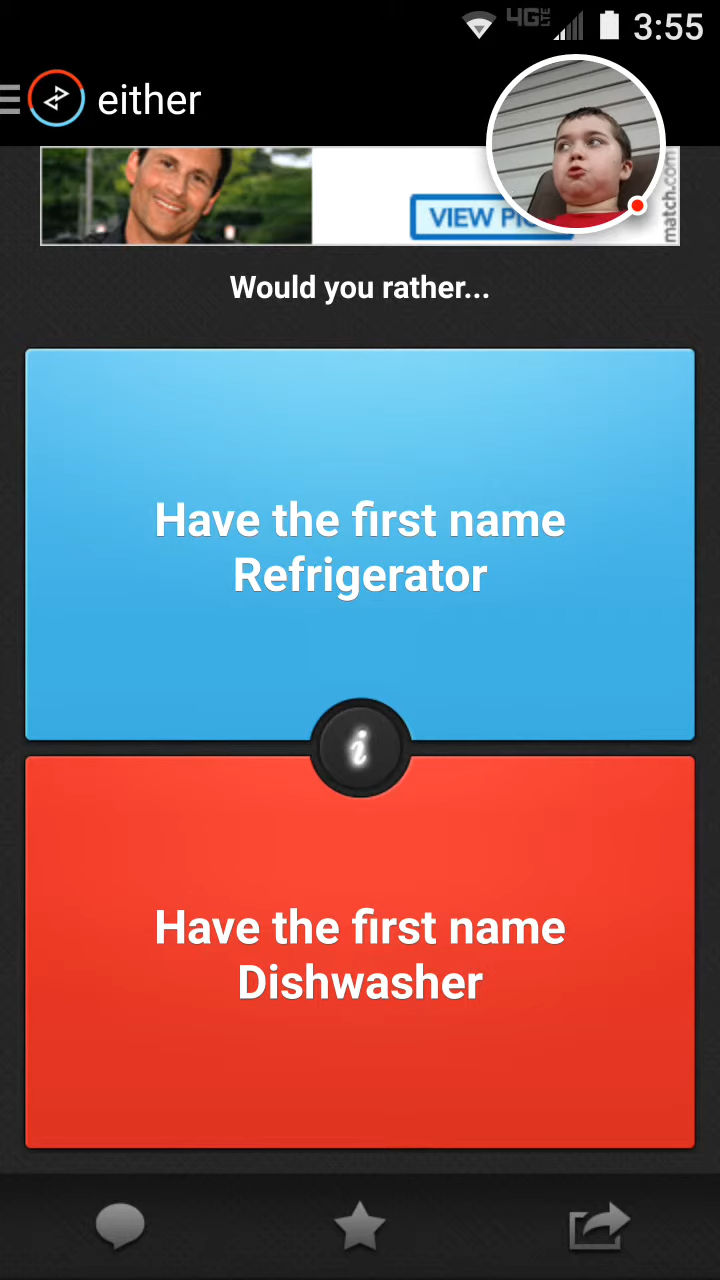 4G LTE 3:55
either
VIEW
match.com
Would you rather...
Have the first name
Refrigerator
i
Have the first name
Dishwasher